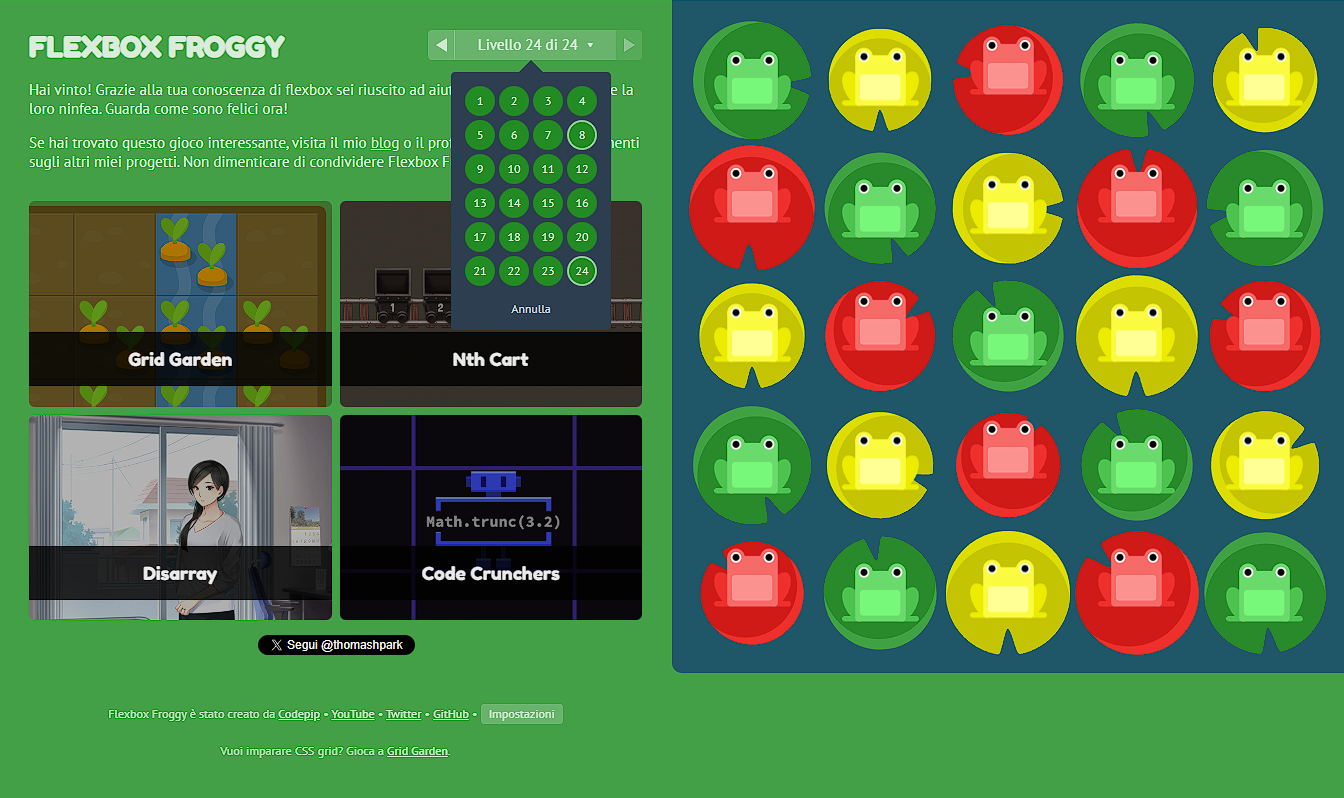 FLEXBOX FROGGY
Livello 24 di 24
Hai vinto! Grazie alla tua conoscenza di flexbox sei riuscito ad aiut e la
loro ninfea. Guarda come sono felici ora!
Se hai trovato questo gioco interessante, visita il mio blog o il prof menti
sugli altri miei progetti. Non dimenticare di condividere Flexbox F
1 2 3 4
5 6 7 8
9 10 11 12
13 14 15 16
17 18 19 20
21 22 23 24
Annulla
1 2
Grid Garden
Nth Cart
Math.trunc(3.2)
Disarray
Code Crunchers
X Segui @thomashpark
Flexbox Froggy è stato creato da Codepip • YouTube • Twitter • GitHub • Impostazioni
Vuoi imparare CSS grid? Gioca a Grid Garden.